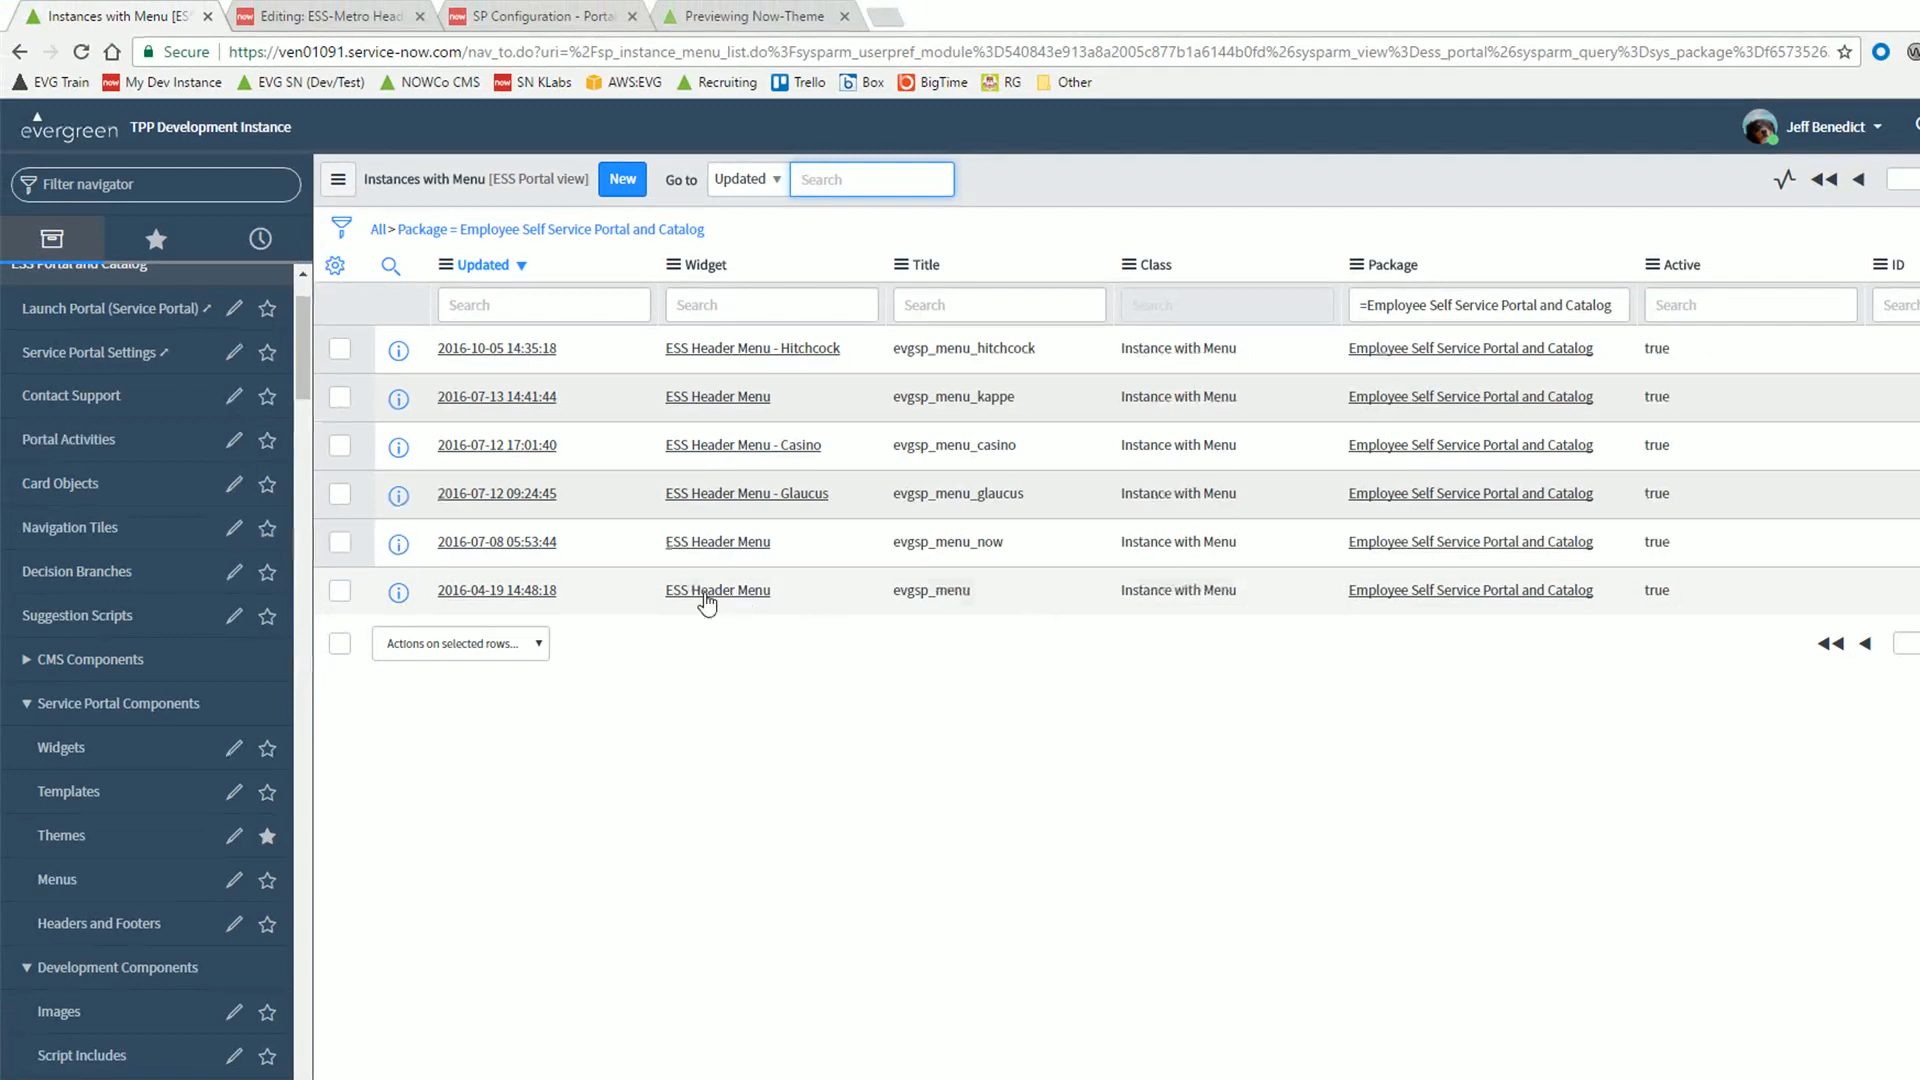 Instances with Menu [ES
Editing: ESS-Metro Head
SP Configuration - Porta
Previewing Now-Theme
Secure
https://ven01091.service-now.com/nav_to.do?uri=%2Fsp_instance_menu_list.do%3Fsysparm_userpref_module%3D540843e913a8a2005c877b1a6144b0fd%26sysparm_view%3Dess_portal%26sysparm_query%3Dsys_package%3Df6573526
EVG Train
now My Dev Instance
EVG SN (Dev/Test)
NOWCo CMS
now SN KLabs
AWS:EVG
Recruiting
Trello
Box
BigTime
RG
Other
evergreen
TPP Development Instance
Jeff Benedict
Filter navigator
Instances with Menu [ESS Portal view]
New
Go to
Updated
Search
All > Package = Employee Self Service Portal and Catalog
Updated Widget Title Class Package Active ID
Search Search Search Search =Employee Self Service Portal and Catalog Search Searc
2016-10-05 14:35:18 ESS Header Menu - Hitchcock evgsp_menu_hitchcock Instance with Menu Employee Self Service Portal and Catalog true
2016-07-13 14:41:44 ESS Header Menu evgsp_menu_kappe Instance with Menu Employee Self Service Portal and Catalog true
2016-07-12 17:01:40 ESS Header Menu - Casino evgsp_menu_casino Instance with Menu Employee Self Service Portal and Catalog true
2016-07-12 09:24:45 ESS Header Menu - Glaucus evgsp_menu_glaucus Instance with Menu Employee Self Service Portal and Catalog true
2016-07-08 05:53:44 ESS Header Menu evgsp_menu_now Instance with Menu Employee Self Service Portal and Catalog true
2016-04-19 14:48:18 ESS Header Menu evgsp_menu Instance with Menu Employee Self Service Portal and Catalog true
Actions on selected rows...
ESS Portal and Catalog
Launch Portal (Service Portal)
Service Portal Settings
Contact Support
Portal Activities
Card Objects
Navigation Tiles
Decision Branches
Suggestion Scripts
CMS Components
Service Portal Components
Widgets
Templates
Themes
Menus
Headers and Footers
Development Components
Images
Script Includes